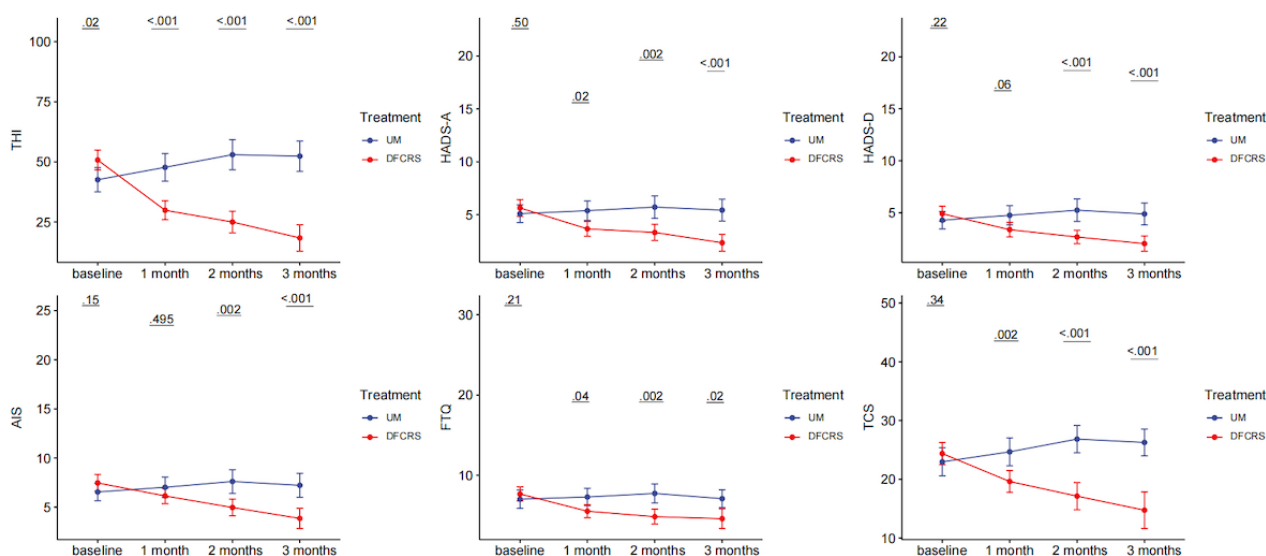 .02 <.001 <.001 <.001
100
75
50
25
THI
Treatment
UM
DFCRS
baseline 1 month 2 months 3 months
.50 .02 .002 <.001
20
15
10
5
HADS-A
Treatment
UM
DFCRS
baseline 1 month 2 months 3 months
.22 .06 <.001 <.001
20
15
10
5
HADS-D
Treatment
UM
DFCRS
baseline 1 month 2 months 3 months
.15 .495 .002 <.001
25
20
15
10
5
AIS
Treatment
UM
DFCRS
baseline 1 month 2 months 3 months
.21 .04 .002 .02
30
20
10
FTQ
Treatment
UM
DFCRS
baseline 1 month 2 months 3 months
.34 .002 <.001 <.001
50
40
30
20
10
TCS
Treatment
UM
DFCRS
baseline 1 month 2 months 3 months